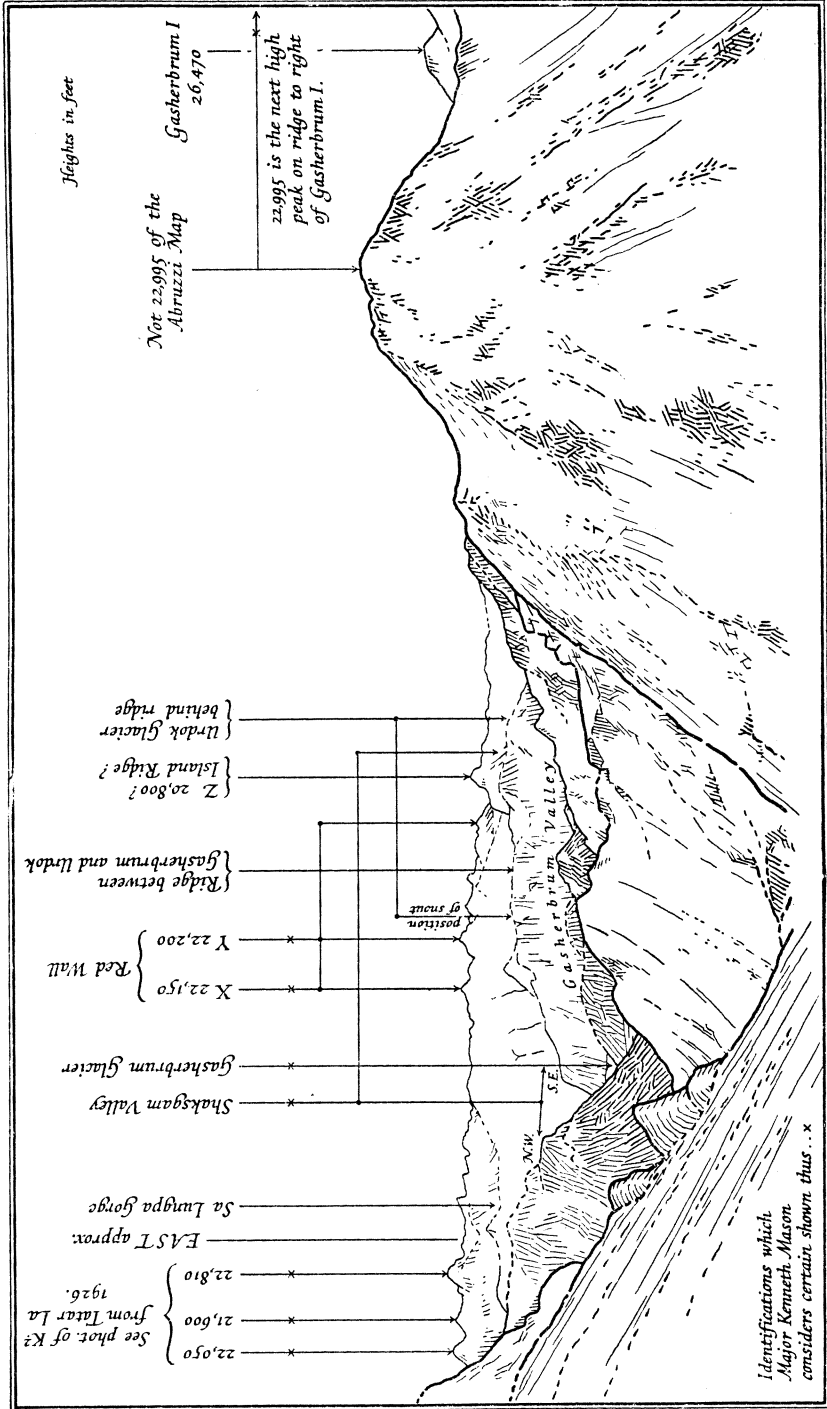 See phot. of K²
from Tatar La
1926.
22,050
21,600
22,810
EAST approx.
Sa Lungpa Gorge
Shaksgam Valley
Gasherbrum Glacier
X 22,150
Y 22,200
Red Wall
position
of snout
Ridge between
Gasherbrum and Urdok
Z. 20,800?
Island Ridge?
Urdok Glacier
behind ridge
Not 22,995 of the
Abruzzi Map
Gasherbrum I
26,470
22,995 is the next high
peak on ridge to right
of Gasherbrum I.
Heights in feet
N.W.
S.E.
Gasherbrum Valley
Identifications which
Major Kenneth Mason
considers certain shown thus..×